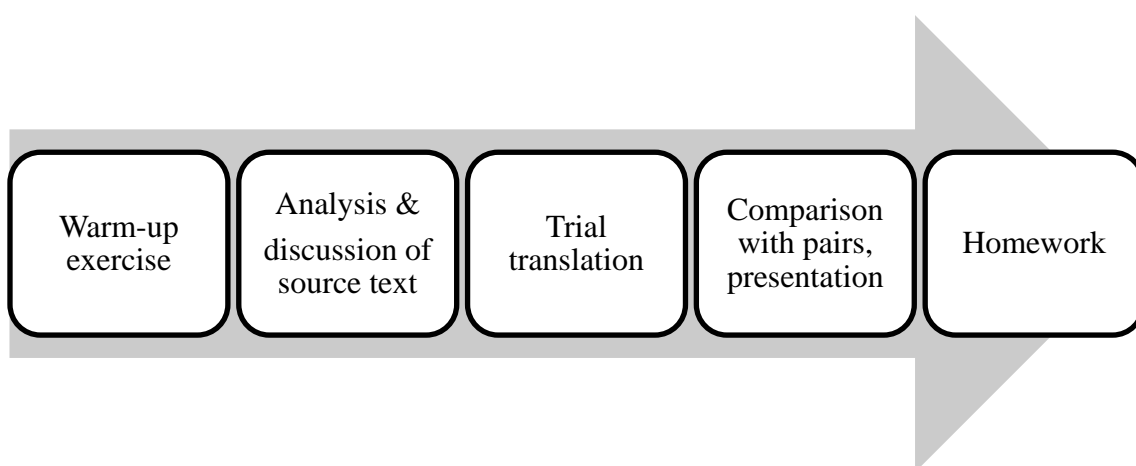 Warm-up
exercise
Analysis &
discussion of
source text
Trial
translation
Comparison
with pairs,
presentation
Homework